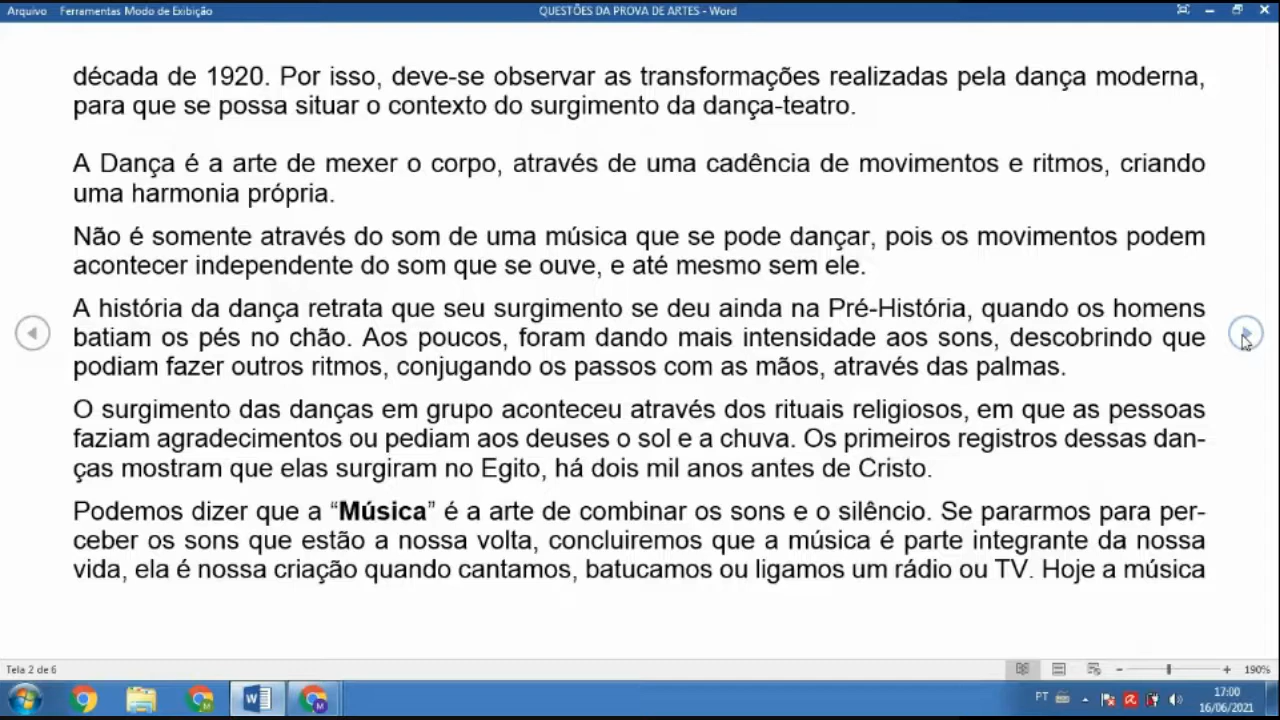 Arquivo Ferramentas Modo de Exibição
QUESTÕES DA PROVA DE ARTES - Word
década de 1920. Por isso, deve-se observar as transformações realizadas pela dança moderna,
para que se possa situar o contexto do surgimento da dança-teatro.
A Dança é a arte de mexer o corpo, através de uma cadência de movimentos e ritmos, criando
uma harmonia própria.
Não é somente através do som de uma música que se pode dançar, pois os movimentos podem
acontecer independente do som que se ouve, e até mesmo sem ele.
A história da dança retrata que seu surgimento se deu ainda na Pré-História, quando os homens
batiam os pés no chão. Aos poucos, foram dando mais intensidade aos sons, descobrindo que
podiam fazer outros ritmos, conjugando os passos com as mãos, através das palmas.
O surgimento das danças em grupo aconteceu através dos rituais religiosos, em que as pessoas
faziam agradecimentos ou pediam aos deuses o sol e a chuva. Os primeiros registros dessas dan-
ças mostram que elas surgiram no Egito, há dois mil anos antes de Cristo.
Podemos dizer que a “Música” é a arte de combinar os sons e o silêncio. Se pararmos para per-
ceber os sons que estão a nossa volta, concluiremos que a música é parte integrante da nossa
vida, ela é nossa criação quando cantamos, batucamos ou ligamos um rádio ou TV. Hoje a música
Tela 2 de 6
190%
PT
17:00
16/06/2021